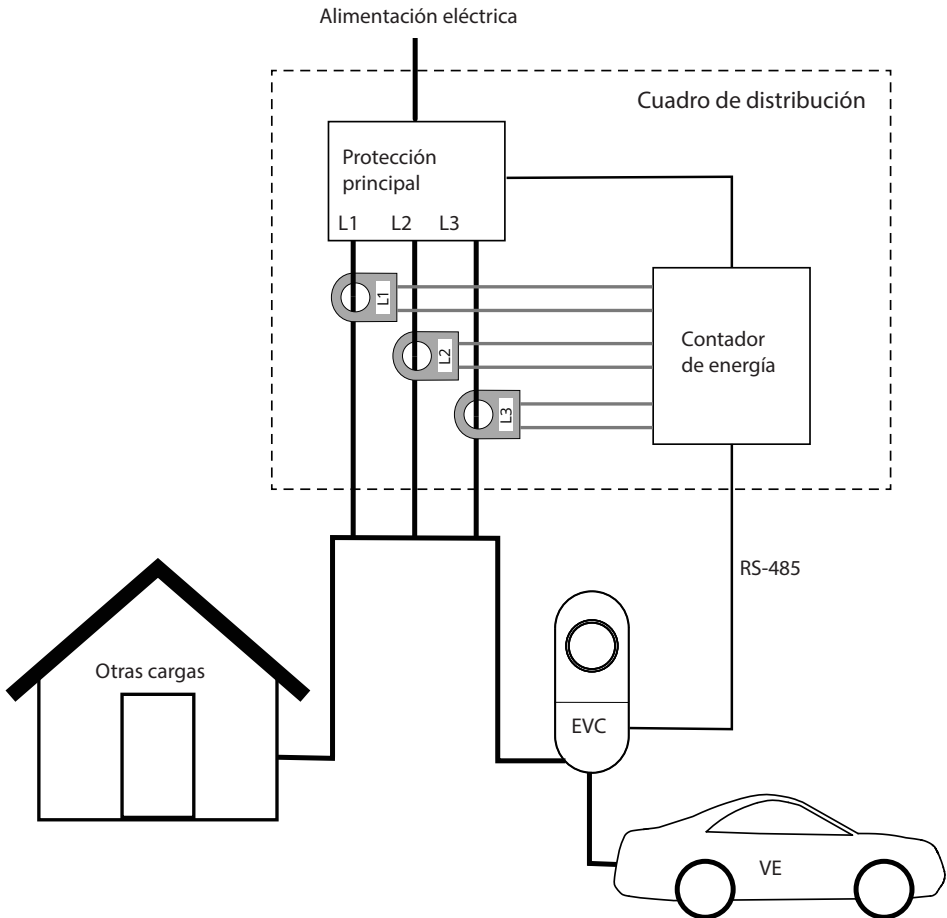 Alimentación eléctrica
Cuadro de distribución
Protección
principal
L1 L2 L3
L1
L2
L3
Contador
de energía
RS-485
Otras cargas
EVC
VE